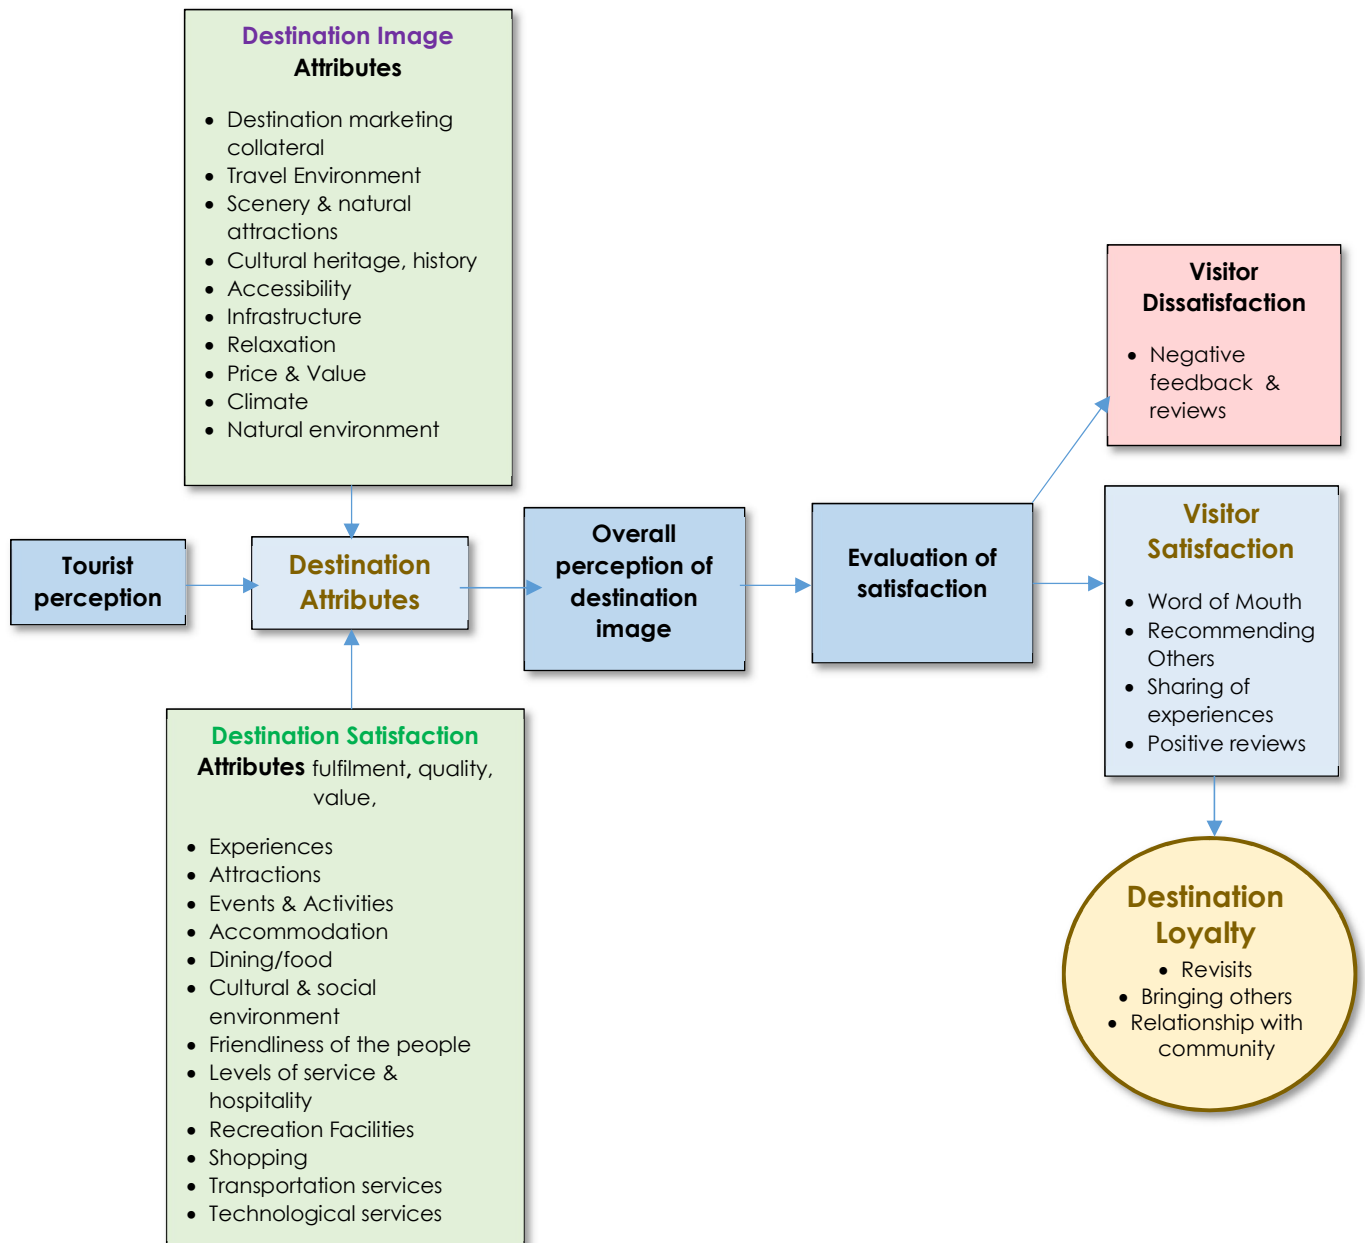 Destination Image
Attributes
• Destination marketing
collateral
• Travel Environment
• Scenery & natural
attractions
• Cultural heritage, history
• Accessibility
• Infrastructure
• Relaxation
• Price & Value
• Climate
• Natural environment
Tourist
perception
Destination
Attributes
Overall
perception of
destination
image
Evaluation of
satisfaction
Visitor
Dissatisfaction
• Negative
feedback & 
reviews
Visitor
Satisfaction
• Word of Mouth
• Recommending
Others
• Sharing of
experiences
• Positive reviews
Destination
Loyalty
• Revisits
• Bringing others
• Relationship with
community
Destination Satisfaction
Attributes fulfilment, quality,
value,
• Experiences
• Attractions
• Events & Activities
• Accommodation
• Dining/food
• Cultural & social
environment
• Friendliness of the people
• Levels of service &
hospitality
• Recreation Facilities
• Shopping
• Transportation services
• Technological services